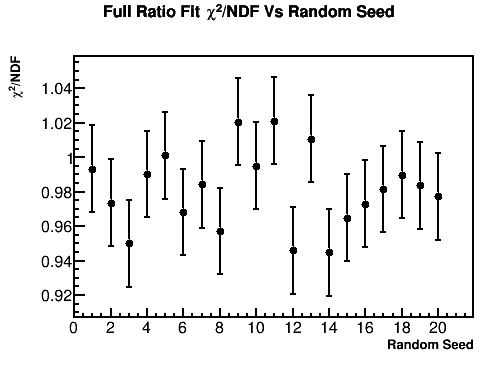 Full Ratio Fit χ²/NDF Vs Random Seed
χ²/NDF
1.04
1.02
1
0.98
0.96
0.94
0.92
0 2 4 6 8 10 12 14 16 18 20
Random Seed